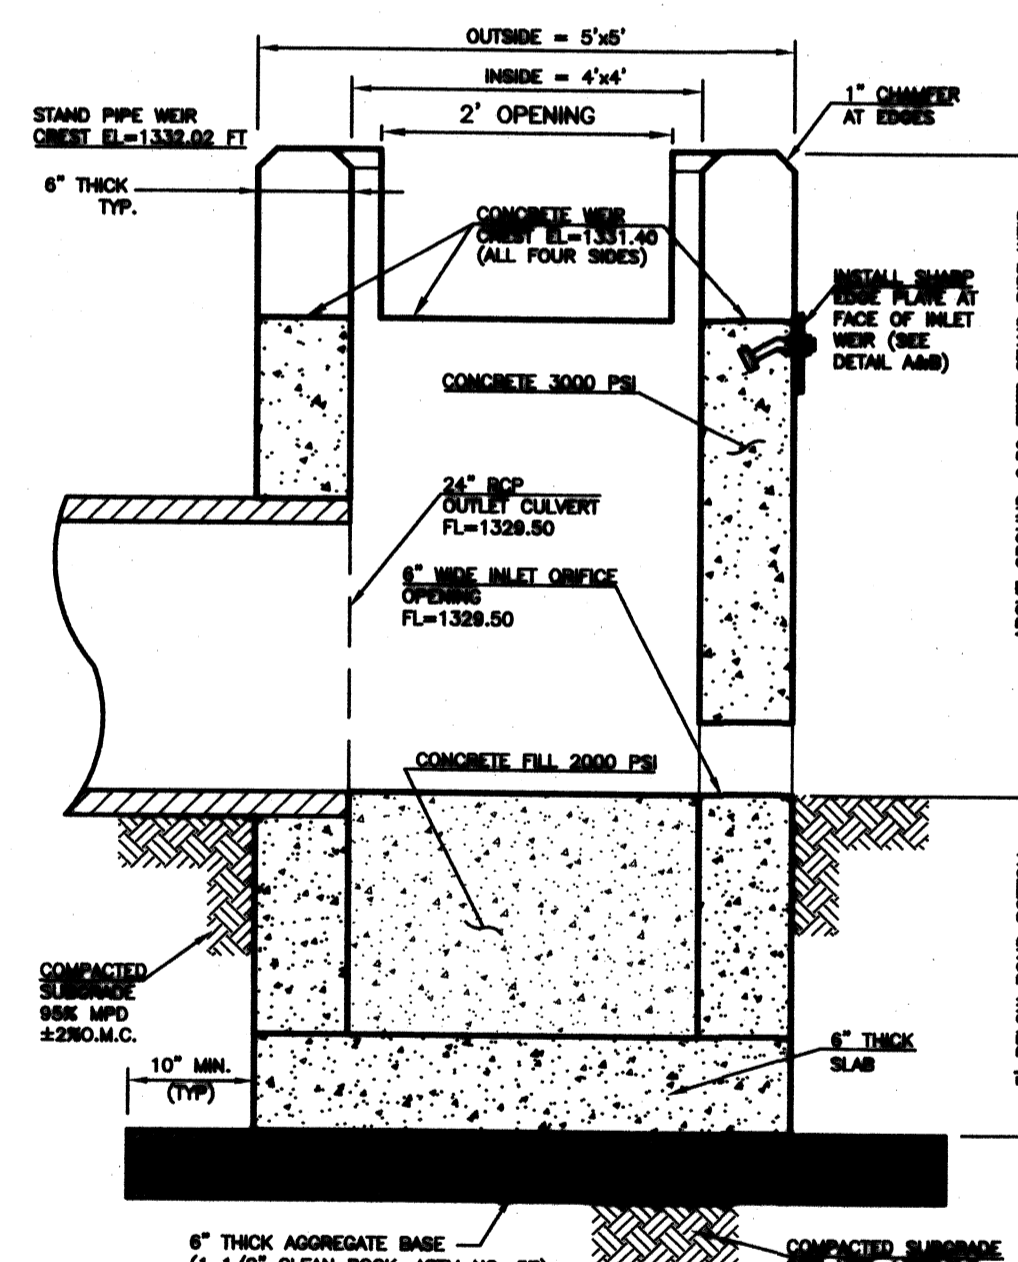 OUTSIDE = 5'x5'
INSIDE = 4'x4'
2' OPENING
1" CHAMFER
AT EDGES
STAND PIPE WEIR
CREST EL=1332.02 FT
6" THICK
TYP.
CONCRETE WEIR
CREST EL=1331.40
(ALL FOUR SIDES)
INSTALL SHARP
EDGE PLATE AT
FACE OF INLET
WEIR (SEE
DETAIL A&B)
CONCRETE 3000 PSI
24" RCP
OUTLET CULVERT
FL=1329.50
6" WIDE INLET ORIFICE
OPENING
FL=1329.50
CONCRETE FILL 2000 PSI
COMPACTED
SUBGRADE
95% MPD
±2%O.M.C.
10" MIN.
(TYP)
6" THICK
SLAB
6" THICK AGGREGATE BASE
COMPACTED SUBGRADE